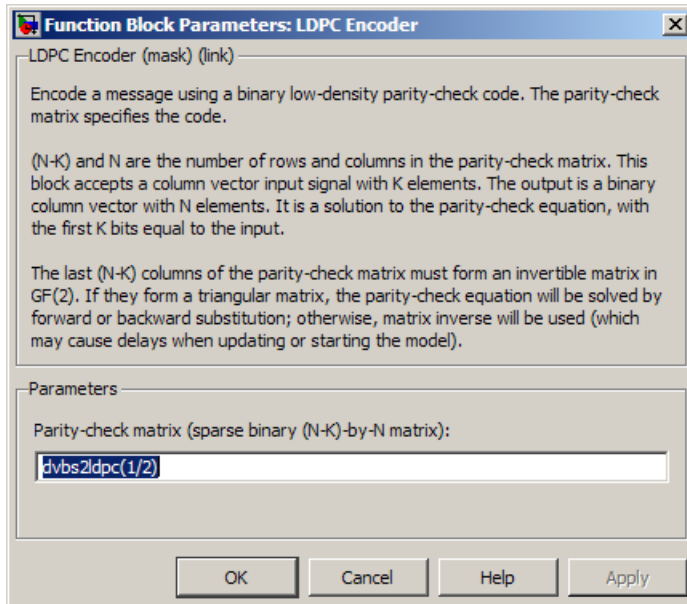 Function Block Parameters: LDPC Encoder
LDPC Encoder (mask) (link)
Encode a message using a binary low-density parity-check code. The parity-check
matrix specifies the code.
(N-K) and N are the number of rows and columns in the parity-check matrix. This
block accepts a column vector input signal with K elements. The output is a binary
column vector with N elements. It is a solution to the parity-check equation, with
the first K bits equal to the input.
The last (N-K) columns of the parity-check matrix must form an invertible matrix in
GF(2). If they form a triangular matrix, the parity-check equation will be solved by
forward or backward substitution; otherwise, matrix inverse will be used (which
may cause delays when updating or starting the model).
Parameters
Parity-check matrix (sparse binary (N-K)-by-N matrix):
dvbs2ldpc(1/2)
OK Cancel Help Apply